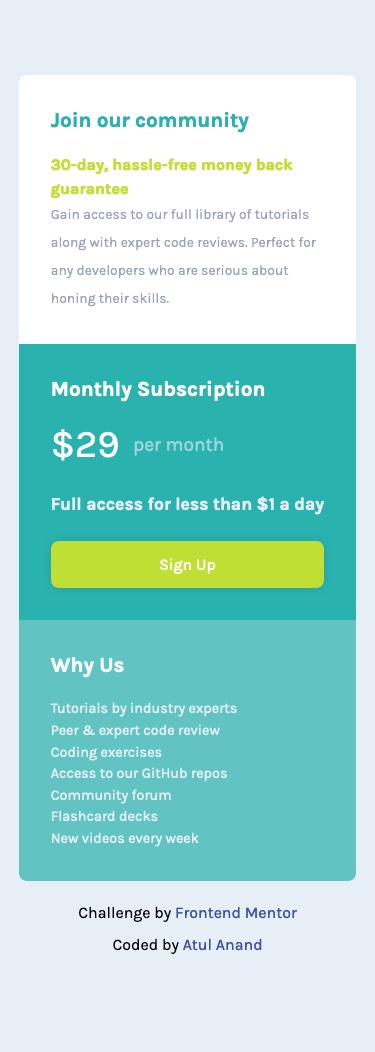 Join our community
30-day, hassle-free money back
guarantee
Gain access to our full library of tutorials
along with expert code reviews. Perfect for
any developers who are serious about
honing their skills.
Monthly Subscription
$29 per month
Full access for less than $1 a day
Sign Up
Why Us
Tutorials by industry experts
Peer & expert code review
Coding exercises
Access to our GitHub repos
Community forum
Flashcard decks
New videos every week
Challenge by Frontend Mentor
Coded by Atul Anand